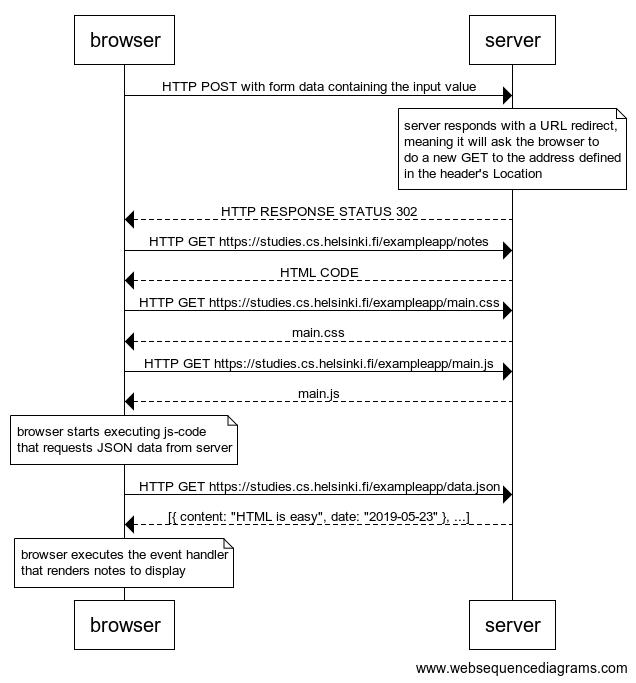 browser
server
HTTP POST with form data containing the input value
server responds with a URL redirect,
meaning it will ask the browser to
do a new GET to the address defined
in the header's Location
HTTP RESPONSE STATUS 302
HTTP GET https://studies.cs.helsinki.fi/exampleapp/notes
HTML CODE
HTTP GET https://studies.cs.helsinki.fi/exampleapp/main.css
main.css
HTTP GET https://studies.cs.helsinki.fi/exampleapp/main.js
main.js
browser starts executing js-code
that requests JSON data from server
HTTP GET https://studies.cs.helsinki.fi/exampleapp/data.json
[{ content: "HTML is easy", date: "2019-05-23" }, ...]
browser executes the event handler
that renders notes to display
browser
server
www.websequencediagrams.com